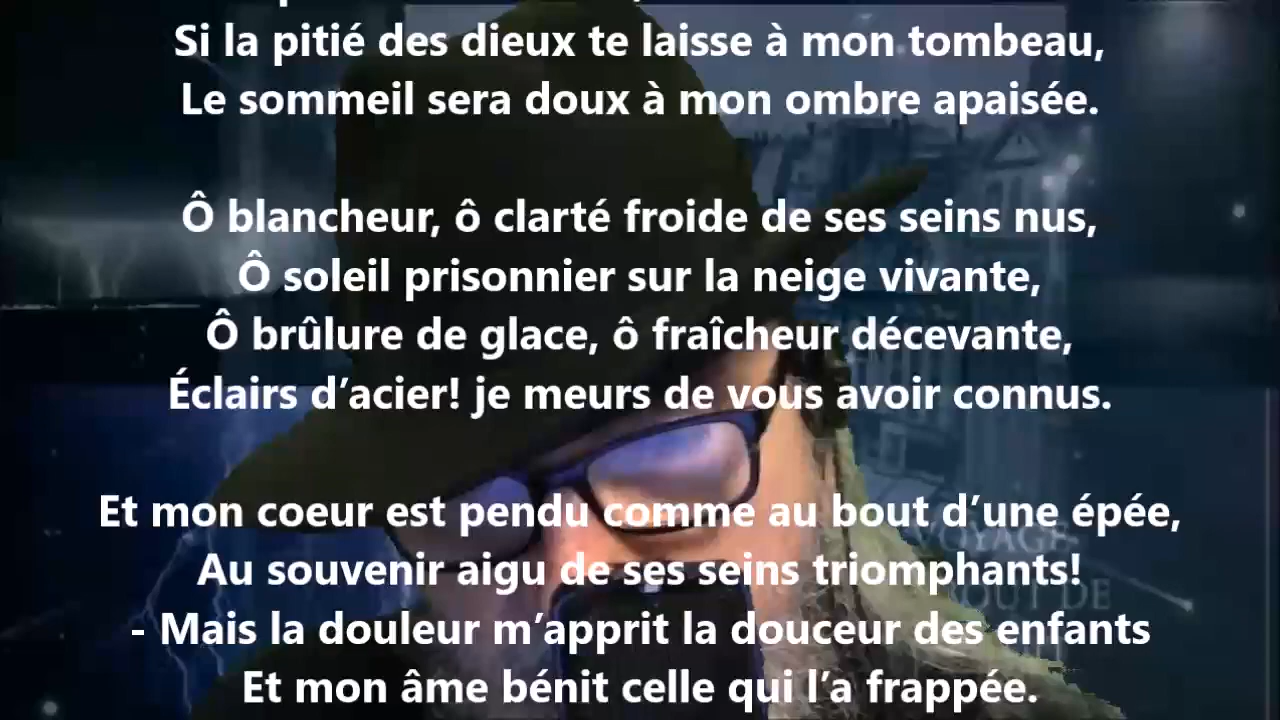 Si la pitié des dieux te laisse à mon tombeau,
Le sommeil sera doux à mon ombre apaisée.
Ô blancheur, ô clarté froide de ses seins nus,
Ô soleil prisonnier sur la neige vivante,
Ô brûlure de glace, ô fraîcheur décevante,
Éclairs d’acier! je meurs de vous avoir connus.
Et mon coeur est pendu comme au bout d’une épée,
Au souvenir aigu de ses seins triomphants!
- Mais la douleur m’apprit la douceur des enfants
Et mon âme bénit celle qui l’a frappée.
VOYAGE
BOUT DE